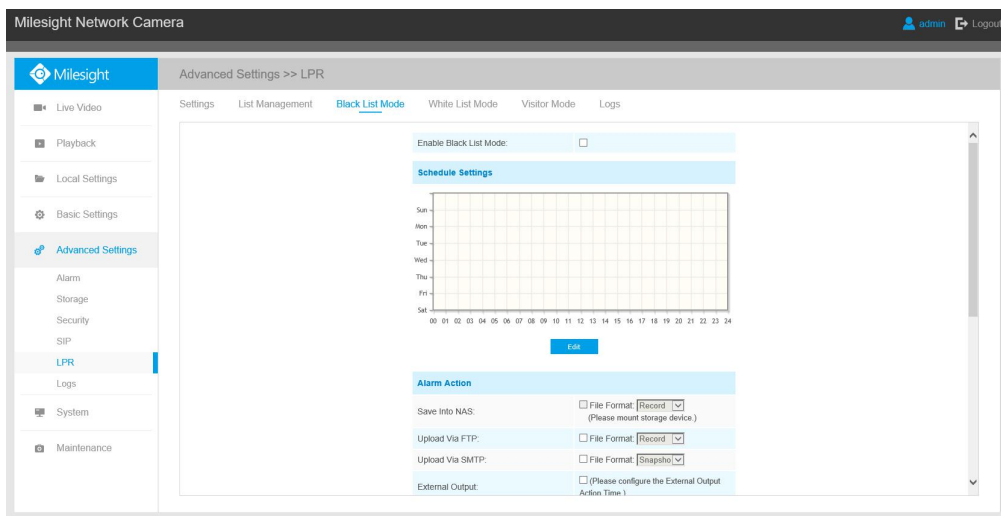 Milesight Network Camera
admin
Logout
Milesight
Live Video
Playback
Local Settings
Basic Settings
Advanced Settings
Alarm
Storage
Security
SIP
LPR
Logs
System
Maintenance
Advanced Settings >> LPR
Settings List Management Black List Mode White List Mode Visitor Mode Logs
Enable Black List Mode:
Schedule Settings
Sun
Mon
Tue
Wed
Thu
Fri
Sat
00 01 02 03 04 05 06 07 08 09 10 11 12 13 14 15 16 17 18 19 20 21 22 23 24
Edit
Alarm Action
Save Into NAS: File Format: Record
(Please mount storage device.)
Upload Via FTP: File Format: Record
Upload Via SMTP: File Format: Snapsho
External Output: (Please configure the External Output
Action Time.)